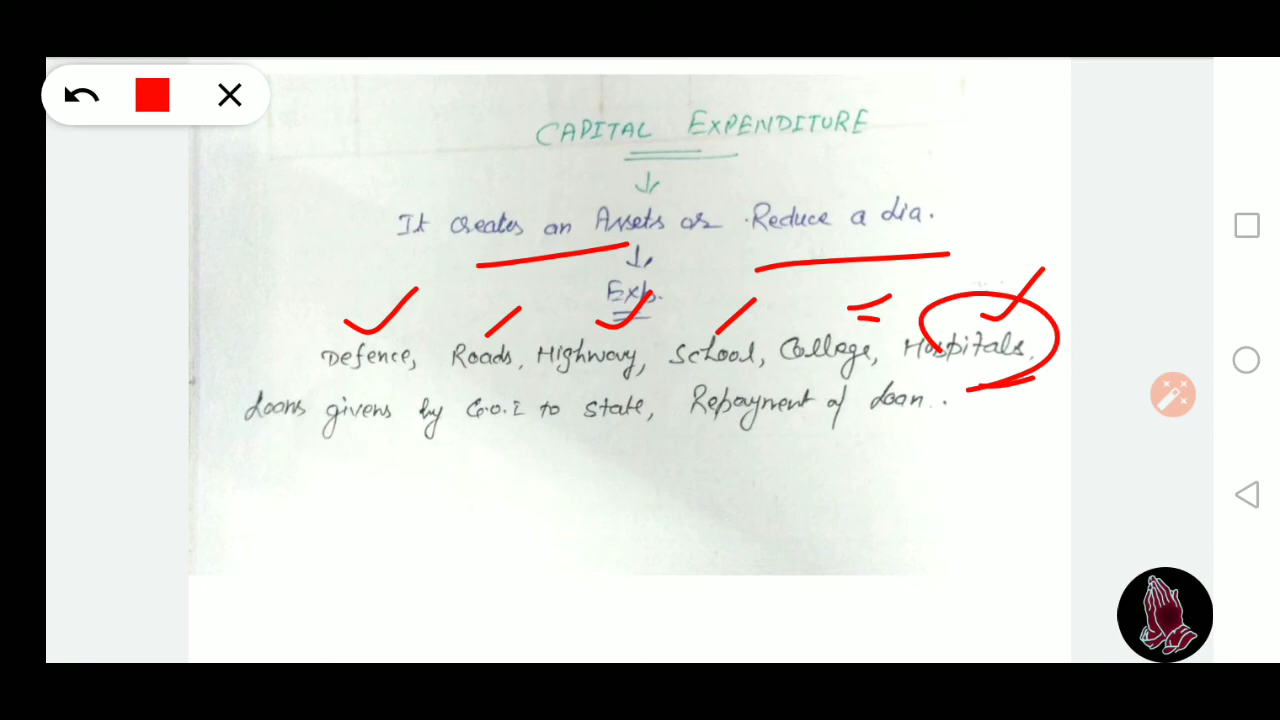 CAPITAL EXPENDITURE
It Creates an Assets or Reduce a Lia.
Exp.
Defence, Roads, Highway, School, College, Hospitals,
Loans givens by G.O.I to State, Repayment of Loan..